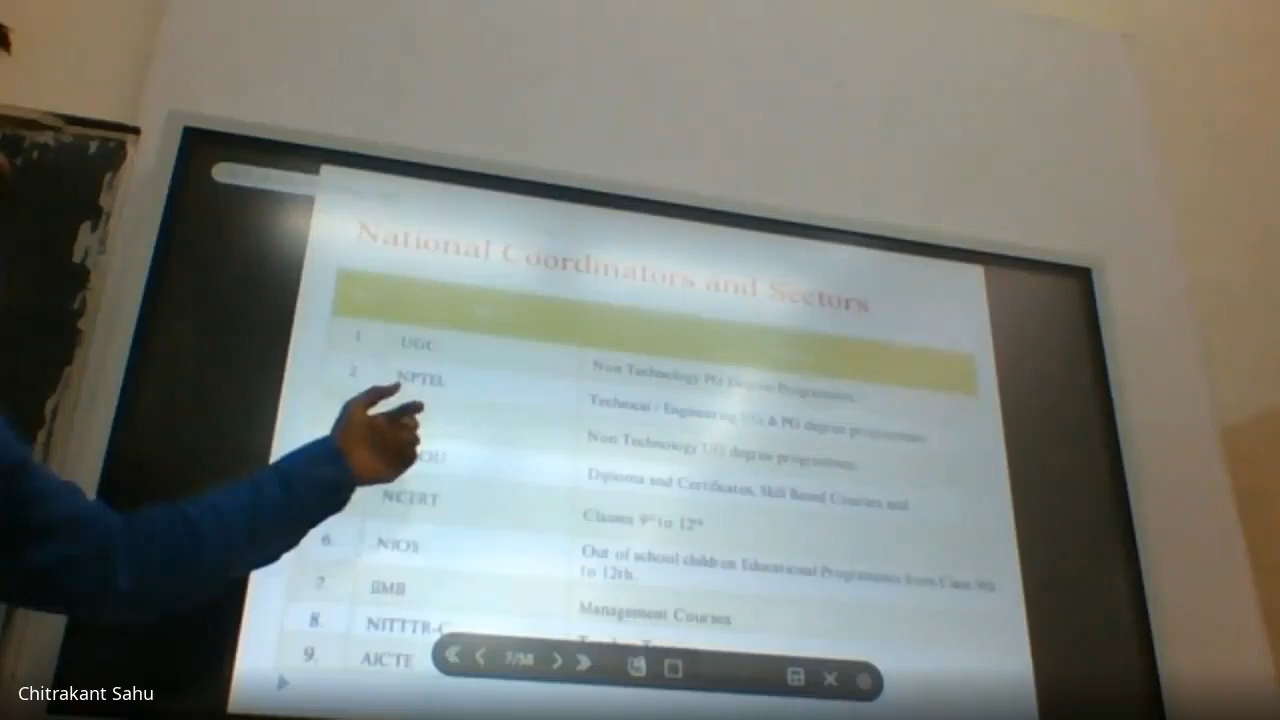 National Coordinators and Sectors
1 UGC Non Technology PG Degree Programmes.
2 NPTEL Technical / Engineering UG & PG degree programmes
Non Technology UG degree programmes
OU Diploma and Certificates, Skill Based Courses and
NCERT Classes 9th to 12th
6. NIOS Out of school children Educational Programmes from Class 9th
to 12th.
7. IIMB Management Courses
8. NITTTR-C
9. AICTE
7/58
Chitrakant Sahu